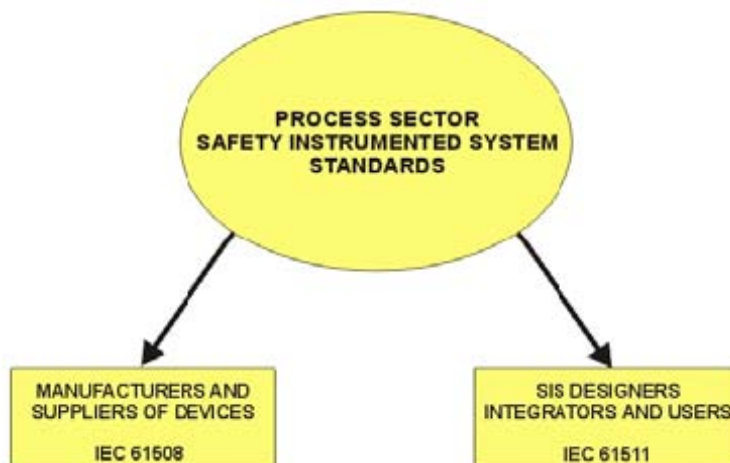 PROCESS SECTOR
SAFETY INSTRUMENTED SYSTEM
STANDARDS
MANUFACTURERS AND
SUPPLIERS OF DEVICES
IEC 61508
SIS DESIGNERS
INTEGRATORS AND USERS
IEC 61511